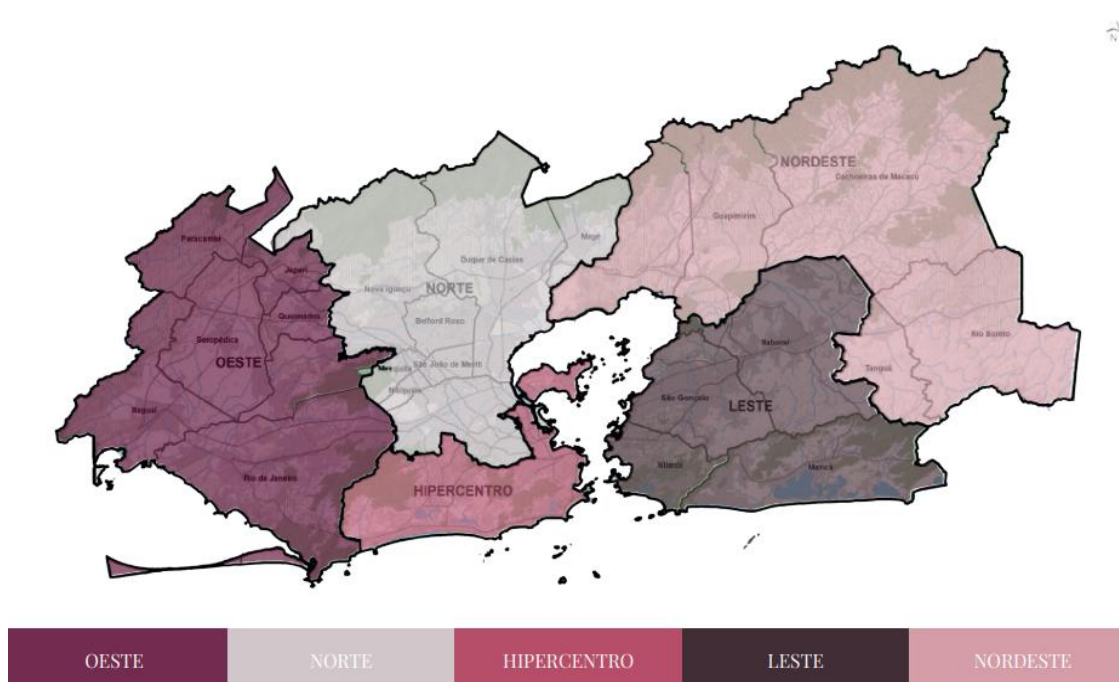 N
NORDESTE
Cachoeiras de Macacu
Guapimirim
Magé
Paracambi
Duque de Caxias
Japeri
Nova Iguaçu
NORTE
Queimados
Belford Roxo
Rio Bonito
Seropédica
Itaboraí
OESTE
São João de Meriti
Tanguá
Mesquita
Nilópolis
São Gonçalo
LESTE
Itaguaí
Niterói
Maricá
Rio de Janeiro
HIPERCENTRO
OESTE
NORTE
HIPERCENTRO
LESTE
NORDESTE